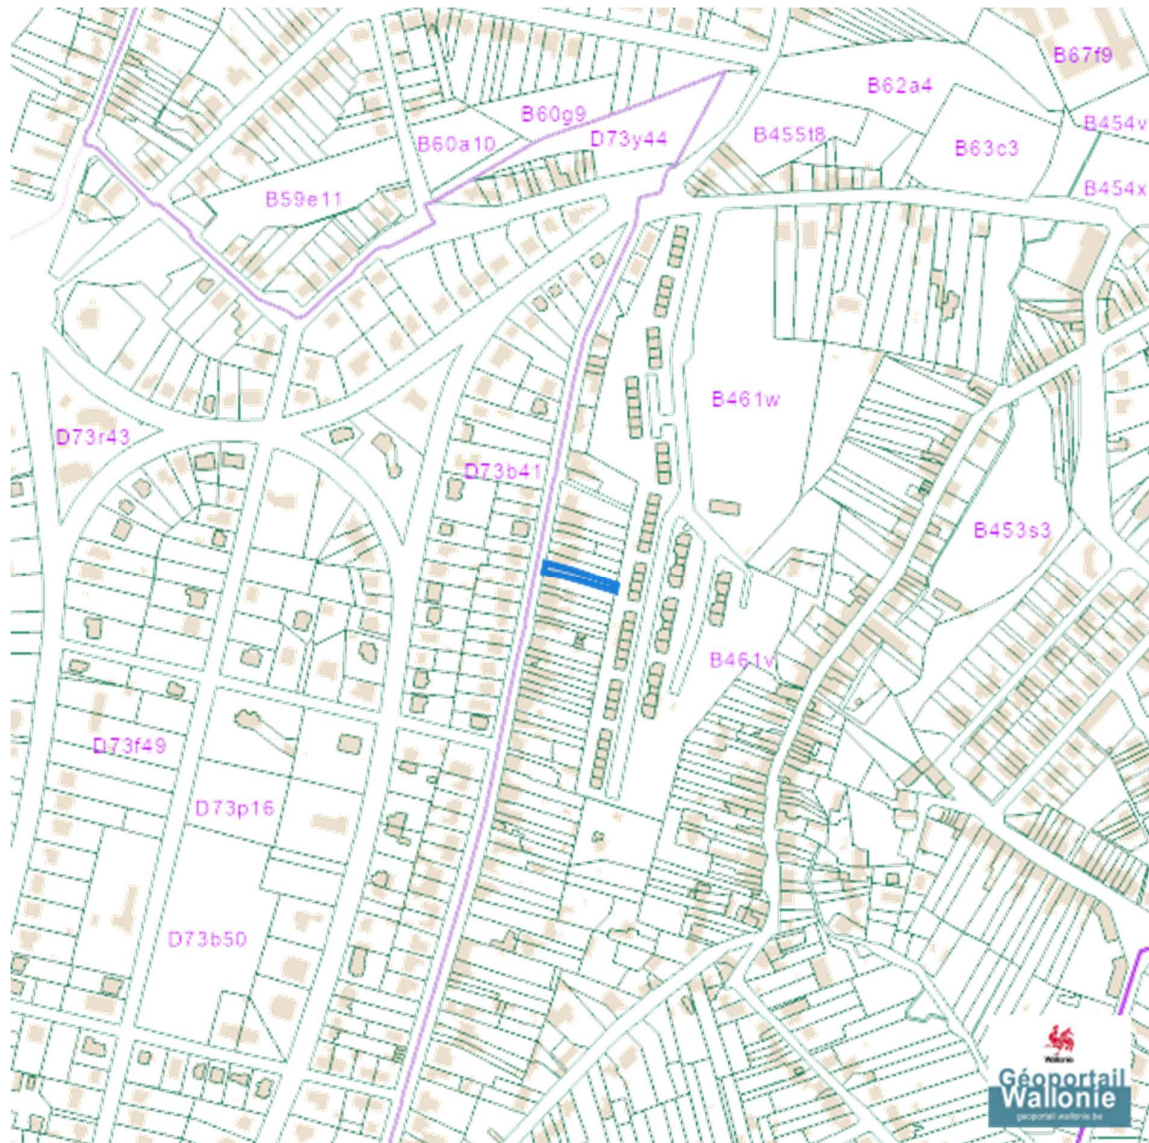 B67f9
B62a4
B60g9
B454v
D73y44
B455t8
B60a10
B63c3
B454x
B59e11
B461w
D73r43
D73b41
B453s3
B461v
D73f49
D73p16
D73b50
Wallonie
Géoportail
Wallonie
geoportail.wallonie.be